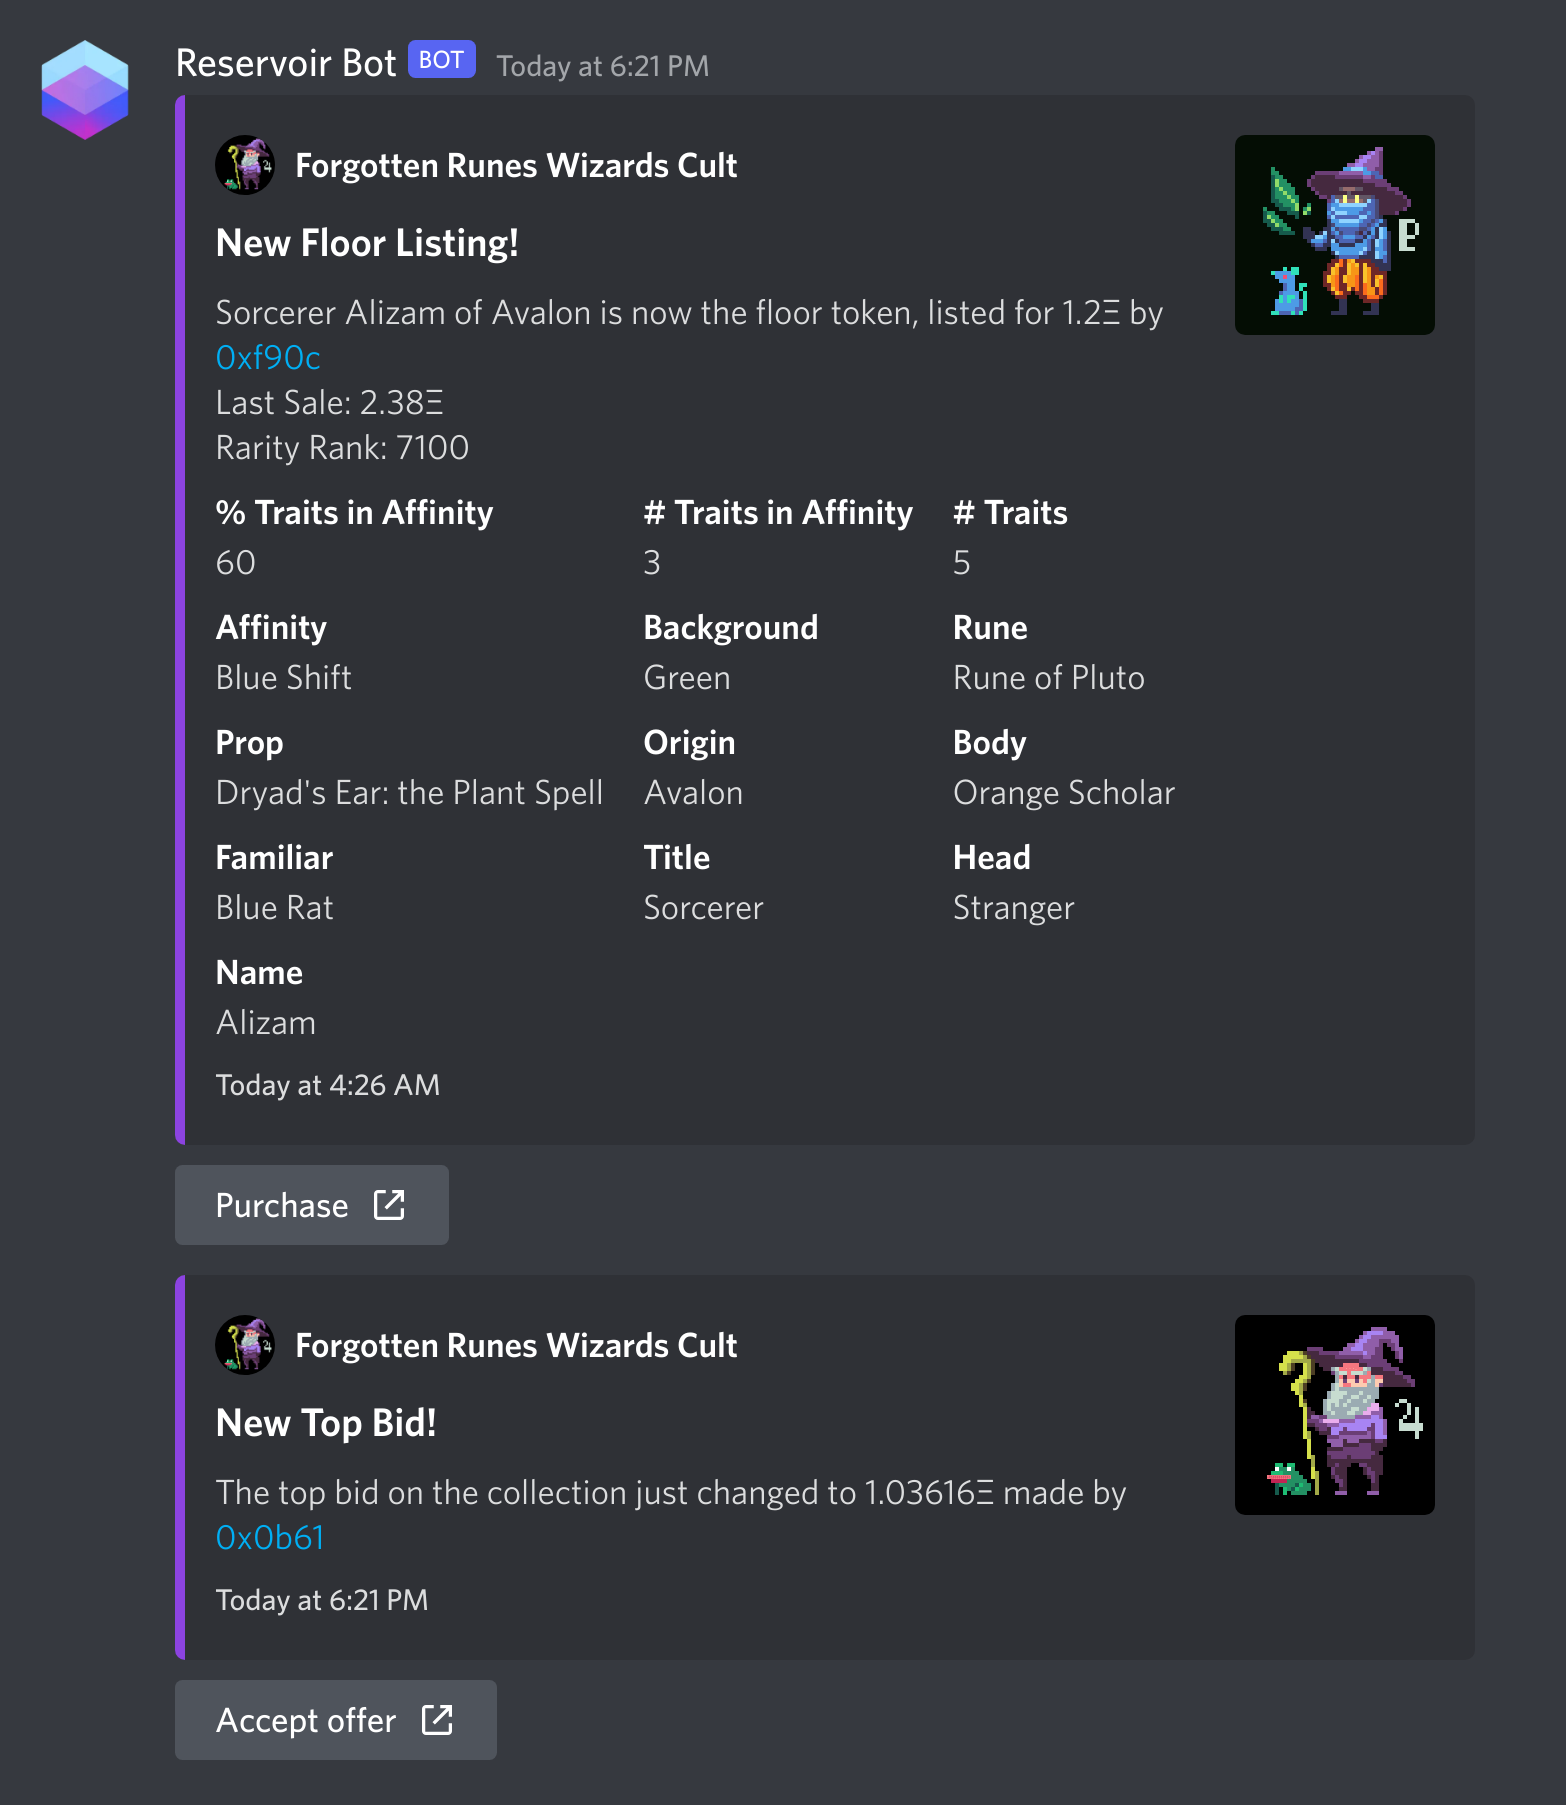 Reservoir Bot BOT Today at 6:21 PM
Forgotten Runes Wizards Cult
New Floor Listing!
Sorcerer Alizam of Avalon is now the floor token, listed for 1.2Ξ by
0xf90c
Last Sale: 2.38Ξ
Rarity Rank: 7100
% Traits in Affinity # Traits in Affinity # Traits
60 3 5
Affinity Background Rune
Blue Shift Green Rune of Pluto
Prop Origin Body
Dryad's Ear: the Plant Spell Avalon Orange Scholar
Familiar Title Head
Blue Rat Sorcerer Stranger
Name
Alizam
Today at 4:26 AM
Purchase
Forgotten Runes Wizards Cult
New Top Bid!
The top bid on the collection just changed to 1.03616Ξ made by
0x0b61
Today at 6:21 PM
Accept offer